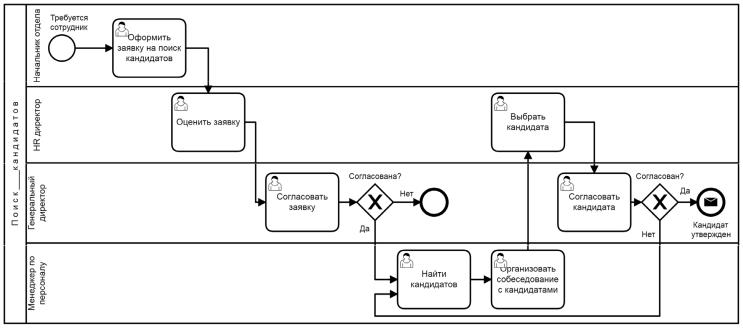 Поиск кандидатов
Начальник отдела
Требуется
сотрудник
Оформить
заявку на поиск
кандидатов
HR директор
Оценить заявку
Выбрать
кандидата
Генеральный
директор
Согласовать
заявку
Согласована?
Нет
Да
Согласовать
кандидата
Согласован?
Да
Нет
Кандидат
утвержден
Менеджер по
персоналу
Найти
кандидатов
Организовать
собеседование
с кандидатами